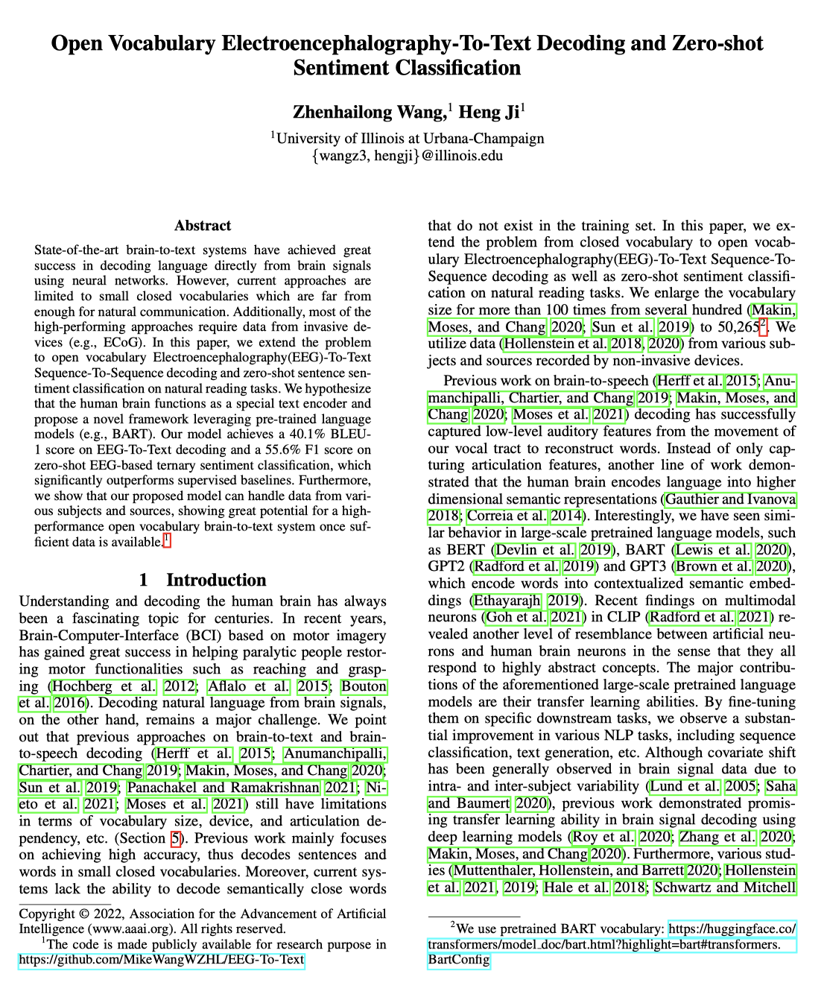 Open Vocabulary Electroencephalography-To-Text Decoding and Zero-shot
Sentiment Classification
Zhenhailong Wang,1 Heng Ji1
1University of Illinois at Urbana-Champaign
{wangz3, hengji}@illinois.edu
Abstract
State-of-the-art brain-to-text systems have achieved great
success in decoding language directly from brain signals
using neural networks. However, current approaches are
limited to small closed vocabularies which are far from
enough for natural communication. Additionally, most of the
high-performing approaches require data from invasive de-
vices (e.g., ECoG). In this paper, we extend the problem
to open vocabulary Electroencephalography(EEG)-To-Text
Sequence-To-Sequence decoding and zero-shot sentence sen-
timent classification on natural reading tasks. We hypothesize
that the human brain functions as a special text encoder and
propose a novel framework leveraging pre-trained language
models (e.g., BART). Our model achieves a 40.1% BLEU-
1 score on EEG-To-Text decoding and a 55.6% F1 score on
zero-shot EEG-based ternary sentiment classification, which
significantly outperforms supervised baselines. Furthermore,
we show that our proposed model can handle data from vari-
ous subjects and sources, showing great potential for a high-
performance open vocabulary brain-to-text system once suf-
ficient data is available.1
1 Introduction
Understanding and decoding the human brain has always
been a fascinating topic for centuries. In recent years,
Brain-Computer-Interface (BCI) based on motor imagery
has gained great success in helping paralytic people restor-
ing motor functionalities such as reaching and grasp-
ing (Hochberg et al. 2012; Aflalo et al. 2015; Bouton
et al. 2016). Decoding natural language from brain signals,
on the other hand, remains a major challenge. We point
out that previous approaches on brain-to-text and brain-
to-speech decoding (Herff et al. 2015; Anumanchipalli,
Chartier, and Chang 2019; Makin, Moses, and Chang 2020;
Sun et al. 2019; Panachakel and Ramakrishnan 2021; Ni-
eto et al. 2021; Moses et al. 2021) still have limitations
in terms of vocabulary size, device, and articulation de-
pendency, etc. (Section 5). Previous work mainly focuses
on achieving high accuracy, thus decodes sentences and
words in small closed vocabularies. Moreover, current sys-
tems lack the ability to decode semantically close words
Copyright © 2022, Association for the Advancement of Artificial
Intelligence (www.aaai.org). All rights reserved.
1The code is made publicly available for research purpose in
https://github.com/MikeWangWZHL/EEG-To-Text
that do not exist in the training set. In this paper, we ex-
tend the problem from closed vocabulary to open vocab-
ulary Electroencephalography(EEG)-To-Text Sequence-To-
Sequence decoding as well as zero-shot sentiment classifi-
cation on natural reading tasks. We enlarge the vocabulary
size for more than 100 times from several hundred (Makin,
Moses, and Chang 2020; Sun et al. 2019) to 50,2652. We
utilize data (Hollenstein et al. 2018, 2020) from various sub-
jects and sources recorded by non-invasive devices.
Previous work on brain-to-speech (Herff et al. 2015; Anu-
manchipalli, Chartier, and Chang 2019; Makin, Moses, and
Chang 2020; Moses et al. 2021) decoding has successfully
captured low-level auditory features from the movement of
our vocal tract to reconstruct words. Instead of only cap-
turing articulation features, another line of work demon-
strated that the human brain encodes language into higher
dimensional semantic representations (Gauthier and Ivanova
2018; Correia et al. 2014). Interestingly, we have seen simi-
lar behavior in large-scale pretrained language models, such
as BERT (Devlin et al. 2019), BART (Lewis et al. 2020),
GPT2 (Radford et al. 2019) and GPT3 (Brown et al. 2020),
which encode words into contextualized semantic embed-
dings (Ethayarajh 2019). Recent findings on multimodal
neurons (Goh et al. 2021) in CLIP (Radford et al. 2021) re-
vealed another level of resemblance between artificial neu-
rons and human brain neurons in the sense that they all
respond to highly abstract concepts. The major contribu-
tions of the aforementioned large-scale pretrained language
models are their transfer learning abilities. By fine-tuning
them on specific downstream tasks, we observe a substan-
tial improvement in various NLP tasks, including sequence
classification, text generation, etc. Although covariate shift
has been generally observed in brain signal data due to
intra- and inter-subject variability (Lund et al. 2005; Saha
and Baumert 2020), previous work demonstrated promis-
ing transfer learning ability in brain signal decoding using
deep learning models (Roy et al. 2020; Zhang et al. 2020;
Makin, Moses, and Chang 2020). Furthermore, various stud-
ies (Muttenthaler, Hollenstein, and Barrett 2020; Hollenstein
et al. 2021, 2019; Hale et al. 2018; Schwartz and Mitchell
2We use pretrained BART vocabulary: https://huggingface.co/
transformers/model_doc/bart.html?highlight=bart#transformers.
BartConfig